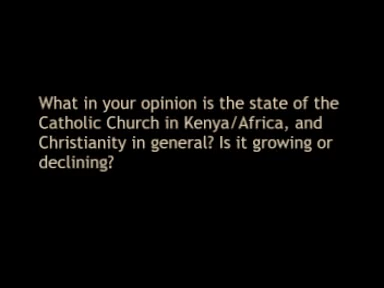 What in your opinion is the state of the
Catholic Church in Kenya/Africa, and
Christianity in general? Is it growing or
declining?